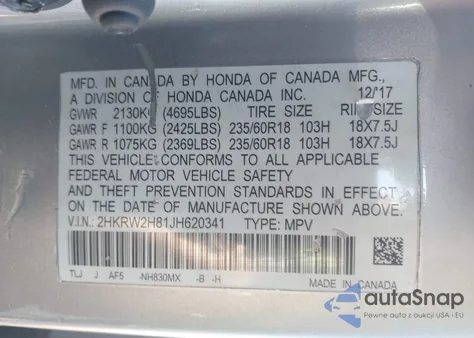 MFD. IN CANADA BY HONDA OF CANADA MFG.,
A DIVISION OF HONDA CANADA INC. 12/17
GVWR 2130KG (4695LBS) TIRE SIZE RIM SIZE
GAWR F 1100KG (2425LBS) 235/60R18 103H 18X7.5J
GAWR R 1075KG (2369LBS) 235/60R18 103H 18X7.5J
THIS VEHICLE CONFORMS TO ALL APPLICABLE
FEDERAL MOTOR VEHICLE SAFETY
AND THEFT PREVENTION STANDARDS IN EFFECT
ON THE DATE OF MANUFACTURE SHOWN ABOVE.
V.I.N.: 2HKRW2H81JH620341 TYPE: MPV
TLJ J AF5 -NH830MX -B -H
MADE IN CANADA
autoSnap
Pewne auta z aukcji USA - EU